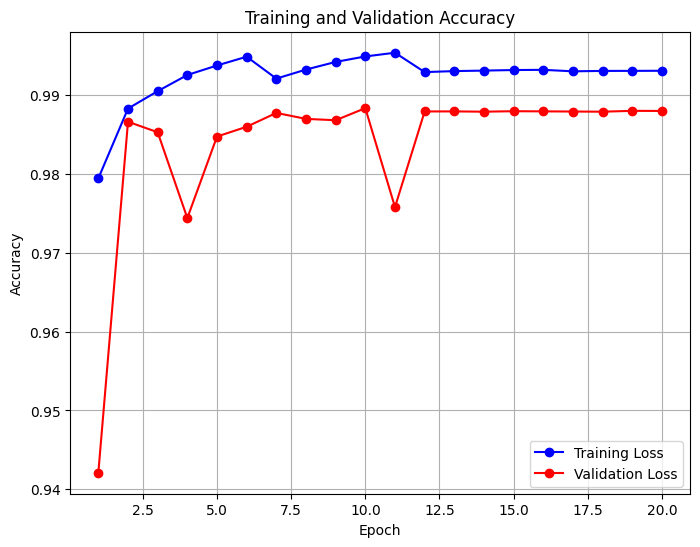 Training and Validation Accuracy
0.99
0.98
0.97
0.96
0.95
0.94
Accuracy
2.5 5.0 7.5 10.0 12.5 15.0 17.5 20.0
Epoch
Training Loss
Validation Loss